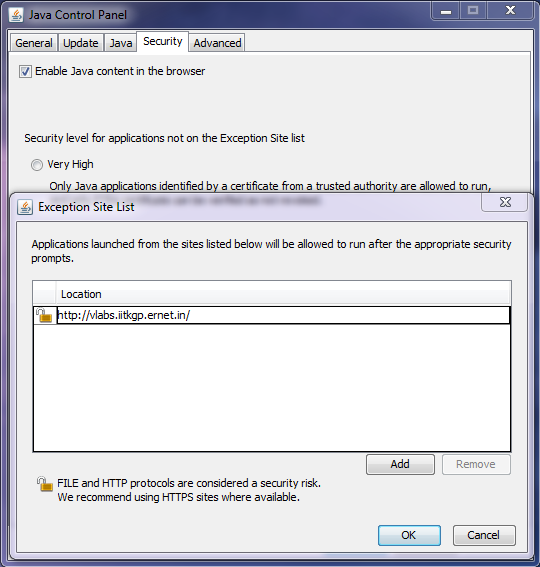 Java Control Panel
General Update Java Security Advanced
Enable Java content in the browser
Security level for applications not on the Exception Site list
Very High
Only Java applications identified by a certificate from a trusted authority are allowed to run,
Exception Site List
Applications launched from the sites listed below will be allowed to run after the appropriate security
prompts.
Location
http://vlabs.iitkgp.ernet.in/
Add Remove
FILE and HTTP protocols are considered a security risk.
We recommend using HTTPS sites where available.
OK Cancel